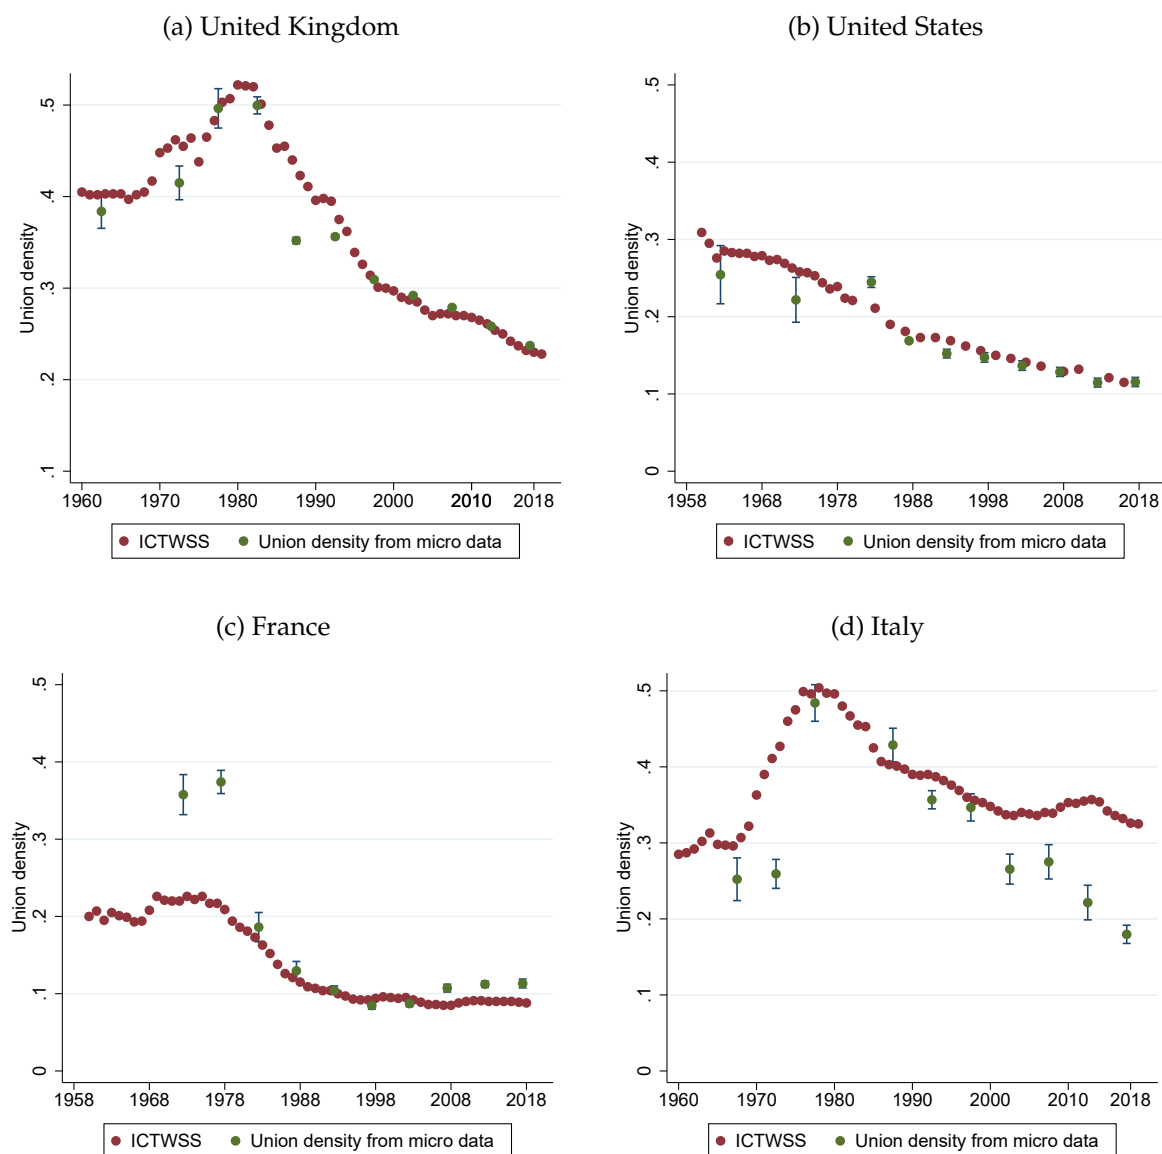 (a) United Kingdom
Union density
.5
.4
.3
.2
.1
1960 1970 1980 1990 2000 2010 2018
ICTWSS Union density from micro data
(b) United States
Union density
.5
.4
.3
.2
.1
0
1958 1968 1978 1988 1998 2008 2018
ICTWSS Union density from micro data
(c) France
Union density
.5
.4
.3
.2
.1
0
1958 1968 1978 1988 1998 2008 2018
ICTWSS Union density from micro data
(d) Italy
Union density
.5
.4
.3
.2
.1
0
1960 1970 1980 1990 2000 2010 2018
ICTWSS Union density from micro data